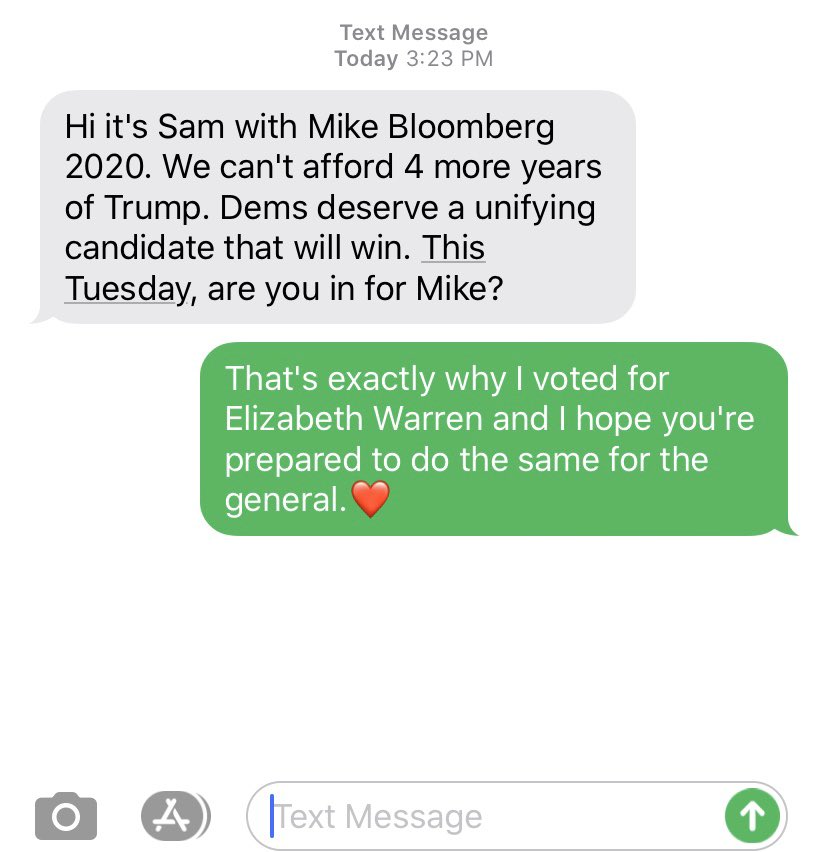 Text Message
Today 3:23 PM
Hi it's Sam with Mike Bloomberg
2020. We can't afford 4 more years
of Trump. Dems deserve a unifying
candidate that will win. This
Tuesday, are you in for Mike?
That's exactly why I voted for
Elizabeth Warren and I hope you're
prepared to do the same for the
general.❤️
Text Message